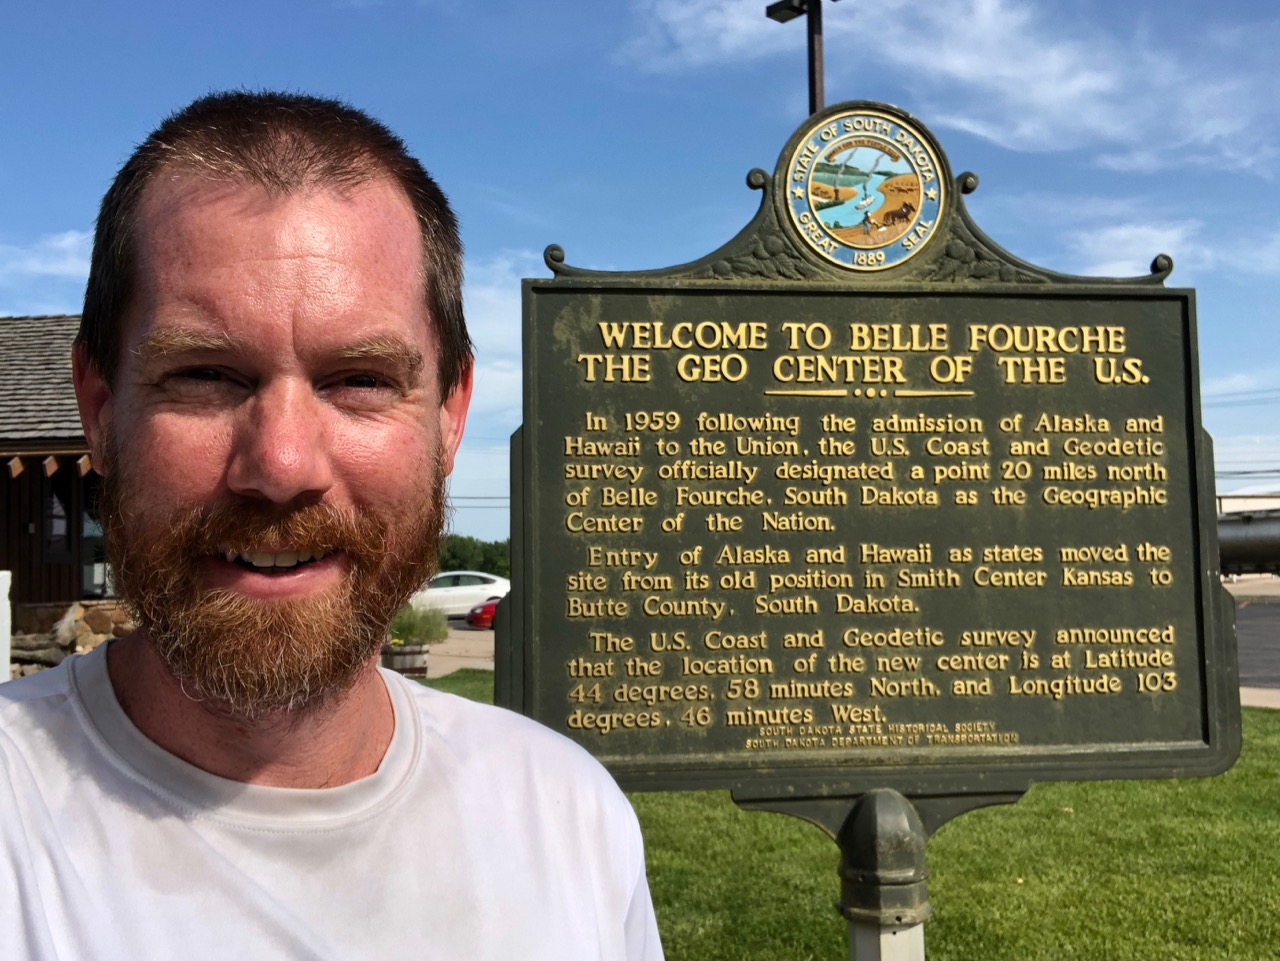 STATE OF SOUTH DAKOTA
GREAT SEAL
1889
WELCOME TO BELLE FOURCHE
THE GEO CENTER OF THE U.S.
In 1959 following the admission of Alaska and
Hawaii to the Union, the U.S. Coast and Geodetic
survey officially designated a point 20 miles north
of Belle Fourche, South Dakota as the Geographic
Center of the Nation.
Entry of Alaska and Hawaii as states moved the
site from its old position in Smith Center Kansas to
Butte County, South Dakota.
The U.S. Coast and Geodetic survey announced
that the location of the new center is at Latitude
44 degrees, 58 minutes North, and Longitude 103
degrees, 46 minutes West.
SOUTH DAKOTA STATE HISTORICAL SOCIETY
SOUTH DAKOTA DEPARTMENT OF TRANSPORTATION